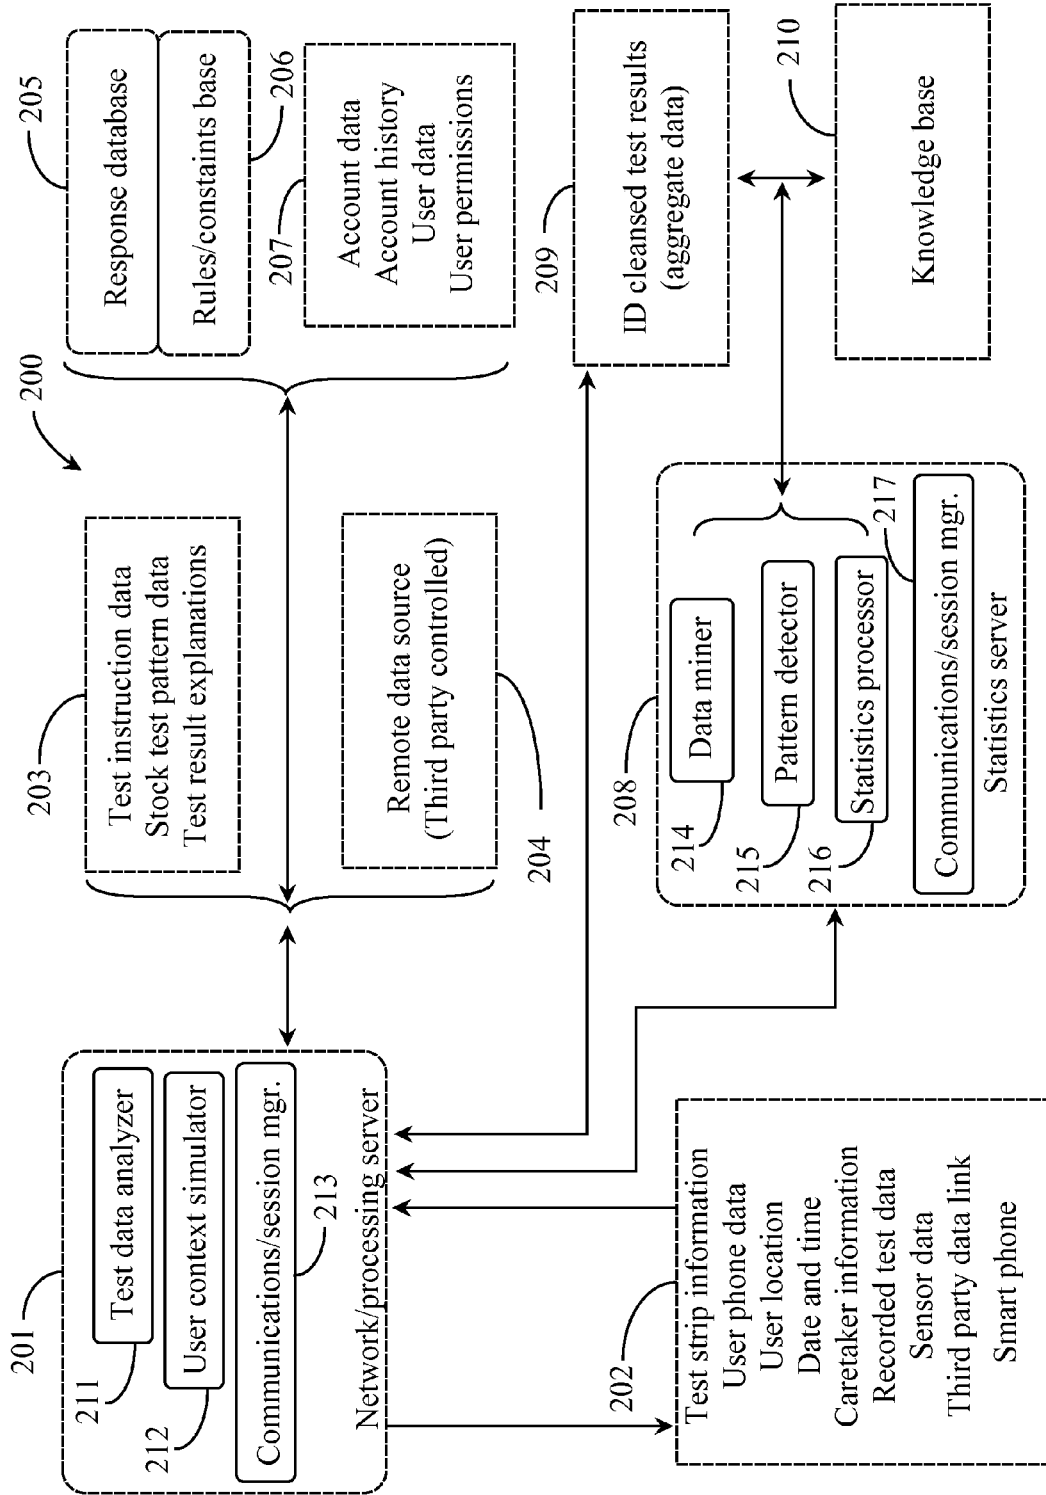 200
201
211
Test data analyzer
212
User context simulator
Communications/session mgr.
213
Network/processing server
202
Test strip information
User phone data
User location
Date and time
Caretaker information
Recorded test data
Sensor data
Third party data link
Smart phone
203
Test instruction data
Stock test pattern data
Test result explanations
Remote data source
(Third party controlled)
204
205
Response database
Rules/constaints base
206
207
Account data
Account history
User data
User permissions
208
214
Data miner
215
Pattern detector
216
Statistics processor
217
Communications/session mgr.
Statistics server
209
ID cleansed test results
(aggregate data)
210
Knowledge base